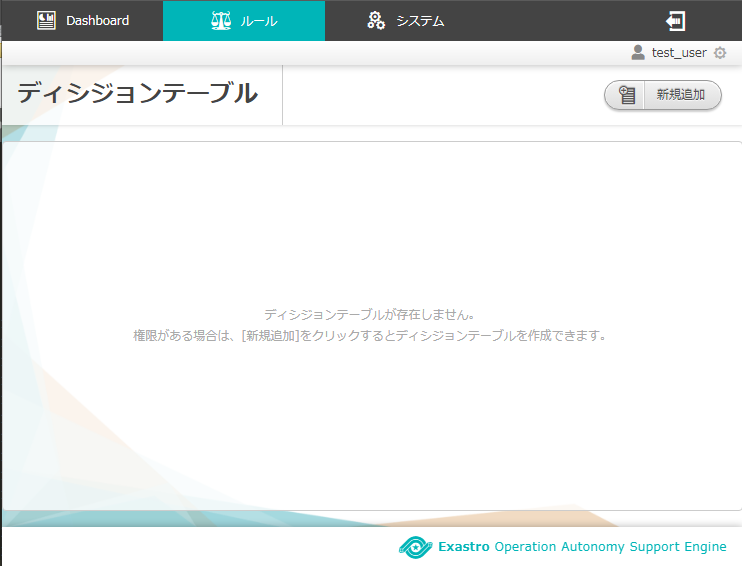 Dashboard ルール システム
test_user
ディシジョンテーブル 新規追加
ディシジョンテーブルが存在しません。
権限がある場合は、[新規追加]をクリックするとディシジョンテーブルを作成できます。
Exastro Operation Autonomy Support Engine